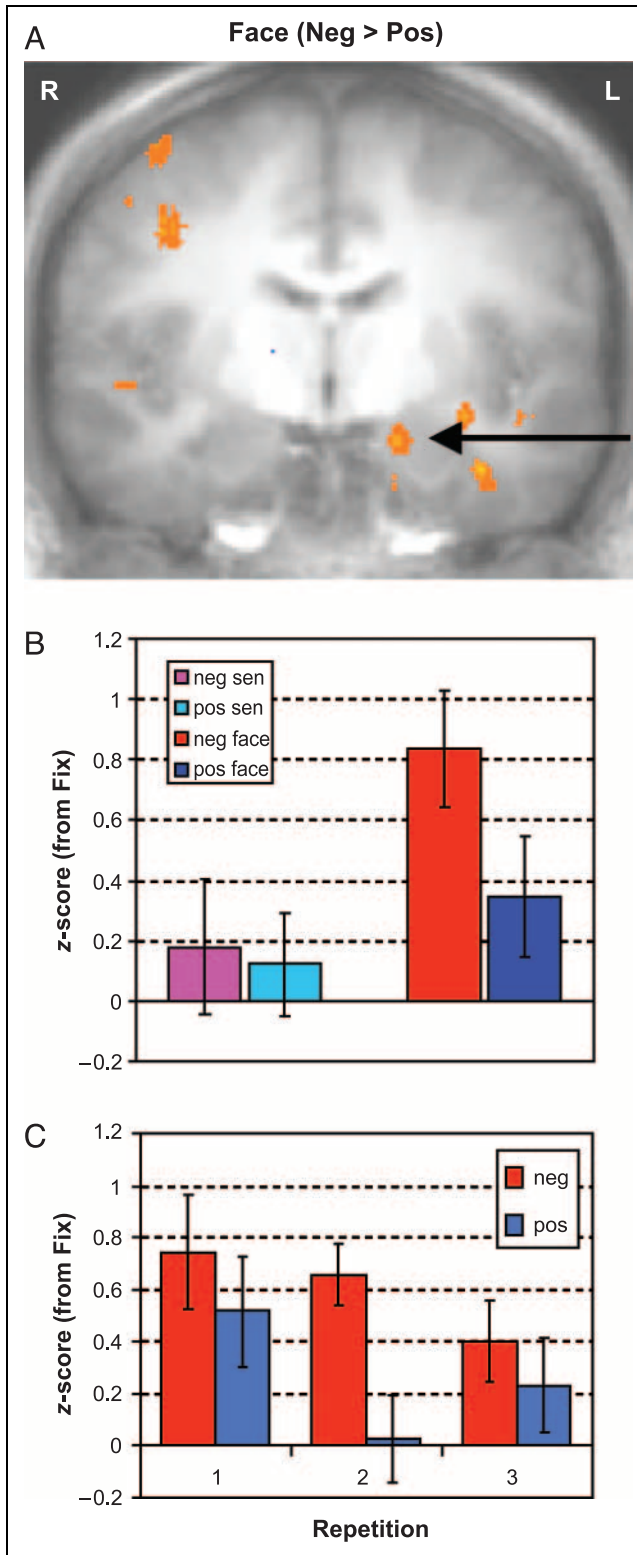 A
Face (Neg > Pos)
R
L
B
1.2
1
0.8
0.6
0.4
0.2
0
–0.2
z-score (from Fix)
neg sen
pos sen
neg face
pos face
C
1.2
1
0.8
0.6
0.4
0.2
0
–0.2
z-score (from Fix)
neg
pos
1
2
3
Repetition